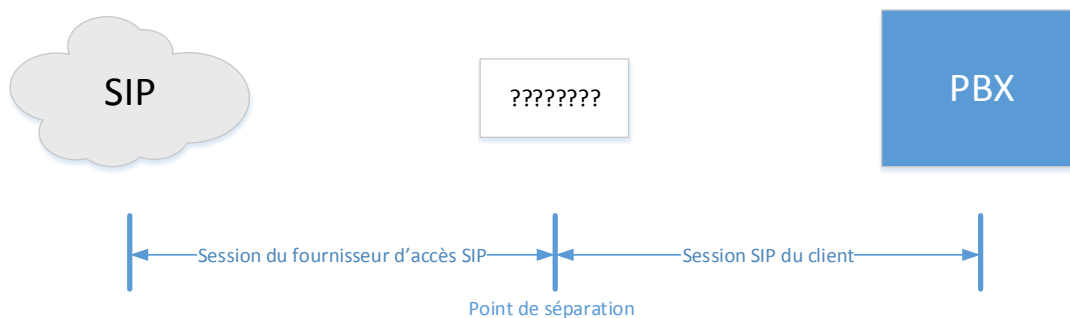 SIP
????????
PBX
Session du fournisseur d’accès SIP
Session SIP du client
Point de séparation